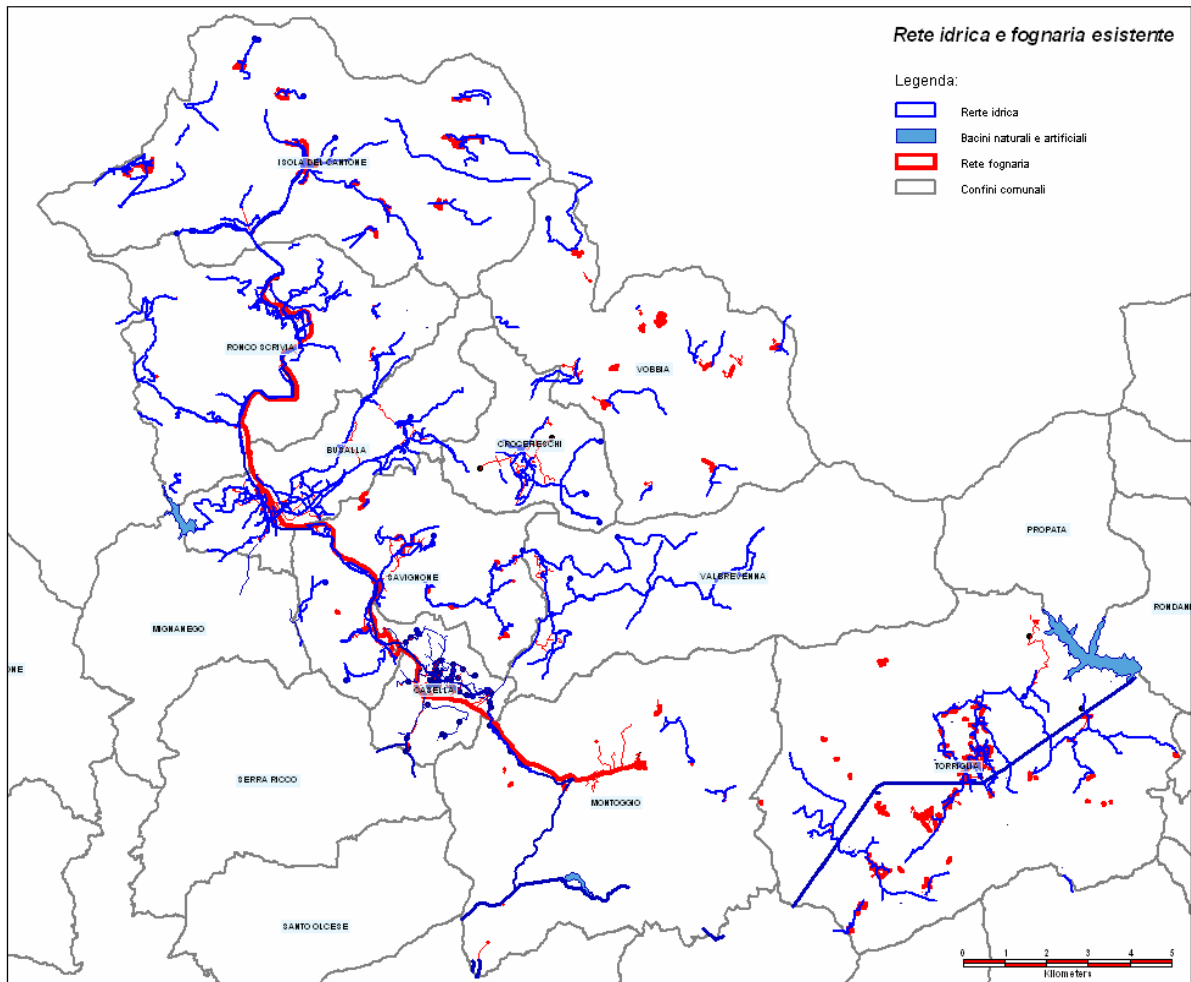 Rete idrica e fognaria esistente
Legenda:
Rerte idrica
Bacini naturali e artificiali
Rete fognaria
Confini comunali
ISOLA DEL CANTONE
RONCO SCRIVIA
VOBBIA
BUSALLA
CROCEFIESCHI
PROPATA
SAVIGNONE
VALBREVENNA
RONDANI
MIGNANEGO
ONE
CASELLA
SERRA RICCO
TORRIGLIA
MONTOGGIO
SANTO OLCESE
0 1 2 3 4 5
Kilometers